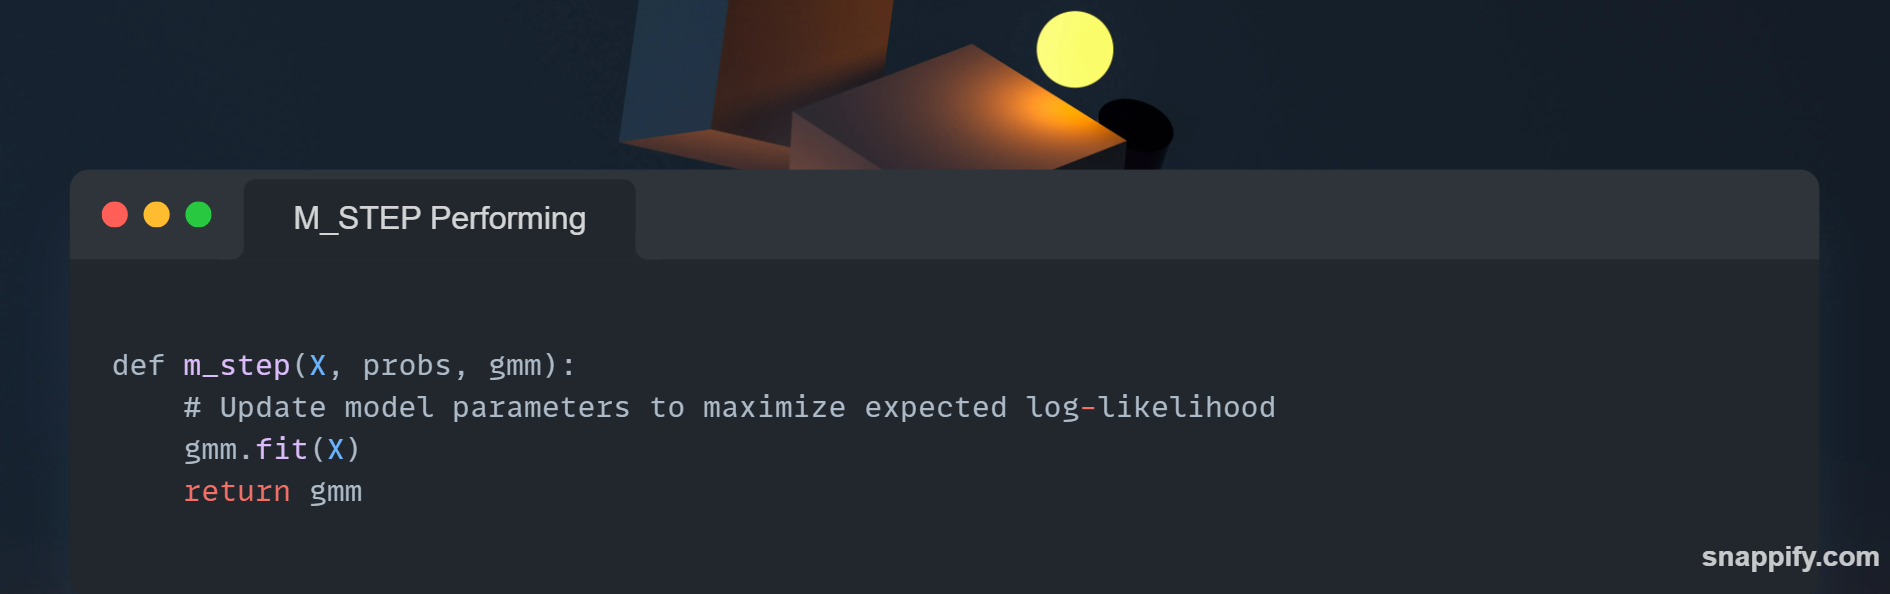 M_STEP Performing
def m_step(X, probs, gmm):
    # Update model parameters to maximize expected log-likelihood
    gmm.fit(X)
    return gmm
snappify.com